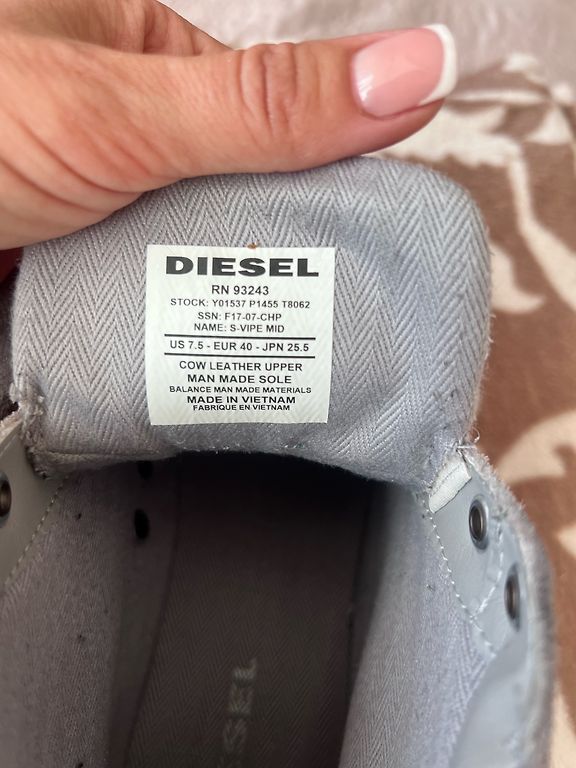 DIESEL
RN 93243
STOCK: Y01537 P1455 T8062
SSN: F17-07-CHP
NAME: S-VIPE MID
US 7.5 - EUR 40 - JPN 25.5
COW LEATHER UPPER
MAN MADE SOLE
BALANCE MAN MADE MATERIALS
MADE IN VIETNAM
FABRIQUE EN VIETNAM